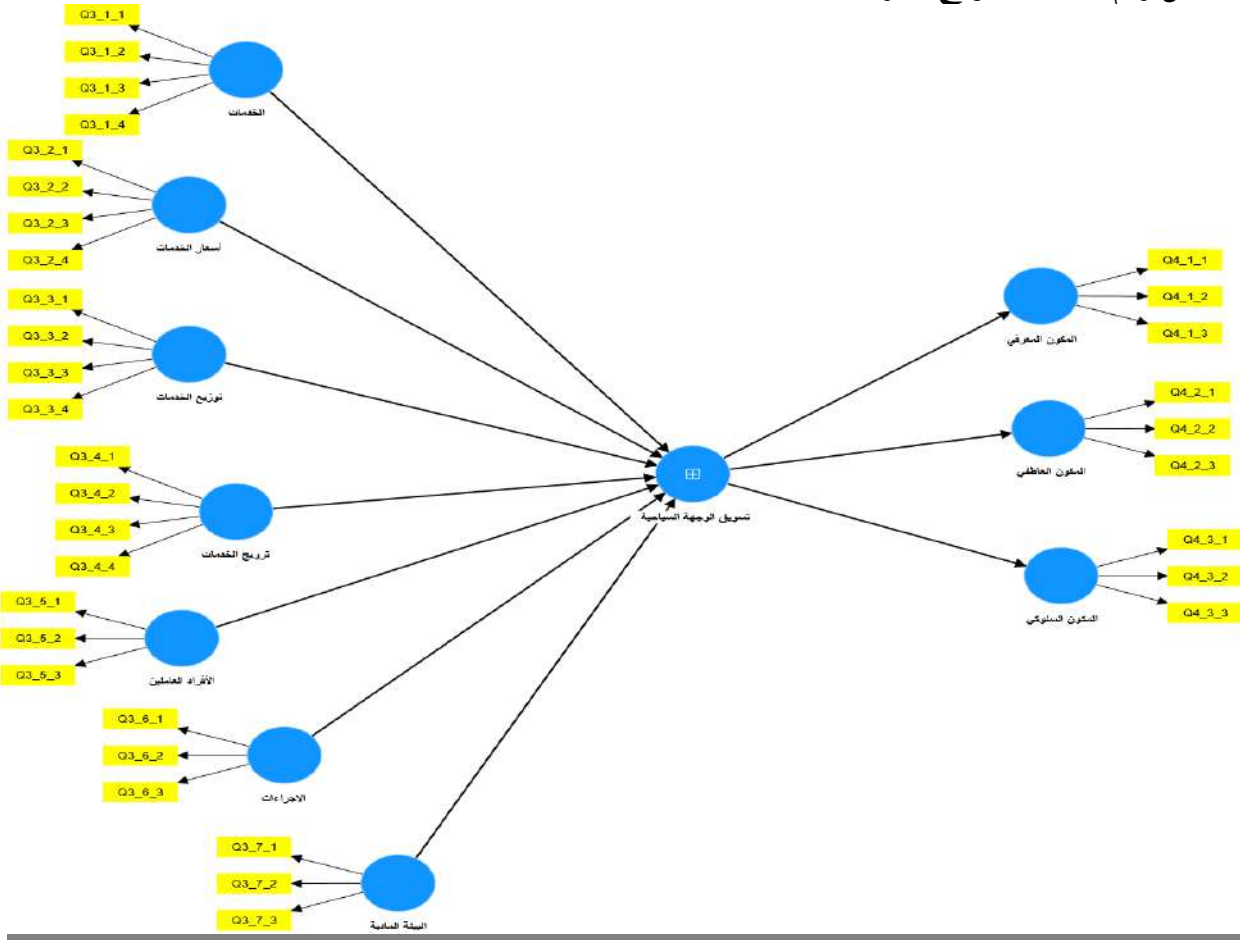 Q3_1_1
Q3_1_2
Q3_1_3
Q3_1_4
الخدمات
Q3_2_1
Q3_2_2
Q3_2_3
Q3_2_4
أسعار الخدمات
Q3_3_1
Q3_3_2
Q3_3_3
Q3_3_4
توزيع الخدمات
Q3_4_1
Q3_4_2
Q3_4_3
Q3_4_4
ترويج الخدمات
Q3_5_1
Q3_5_2
Q3_5_3
الأفراد العاملين
Q3_6_1
Q3_6_2
Q3_6_3
الاجراءات
Q3_7_1
Q3_7_2
Q3_7_3
البيئة المادية
تسويق الوجهة السياحية
Q4_1_1
Q4_1_2
Q4_1_3
المكون المعرفي
Q4_2_1
Q4_2_2
Q4_2_3
المكون العاطفي
Q4_3_1
Q4_3_2
Q4_3_3
المكون السلوكي